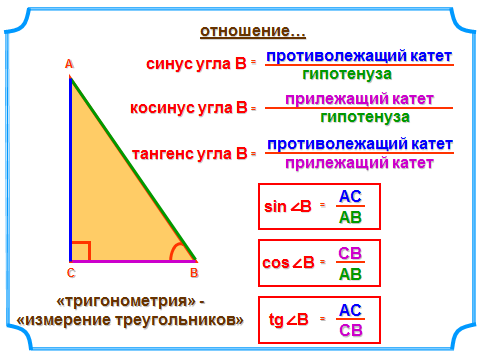 отношение…
A
синус угла В = противолежащий катет
гипотенуза
косинус угла В = прилежащий катет
гипотенуза
тангенс угла В = противолежащий катет
прилежащий катет
sin ∠B = AC
AB
cos ∠B = CB
AB
C
B
«тригонометрия» -
«измерение треугольников»
tg ∠B = AC
CB